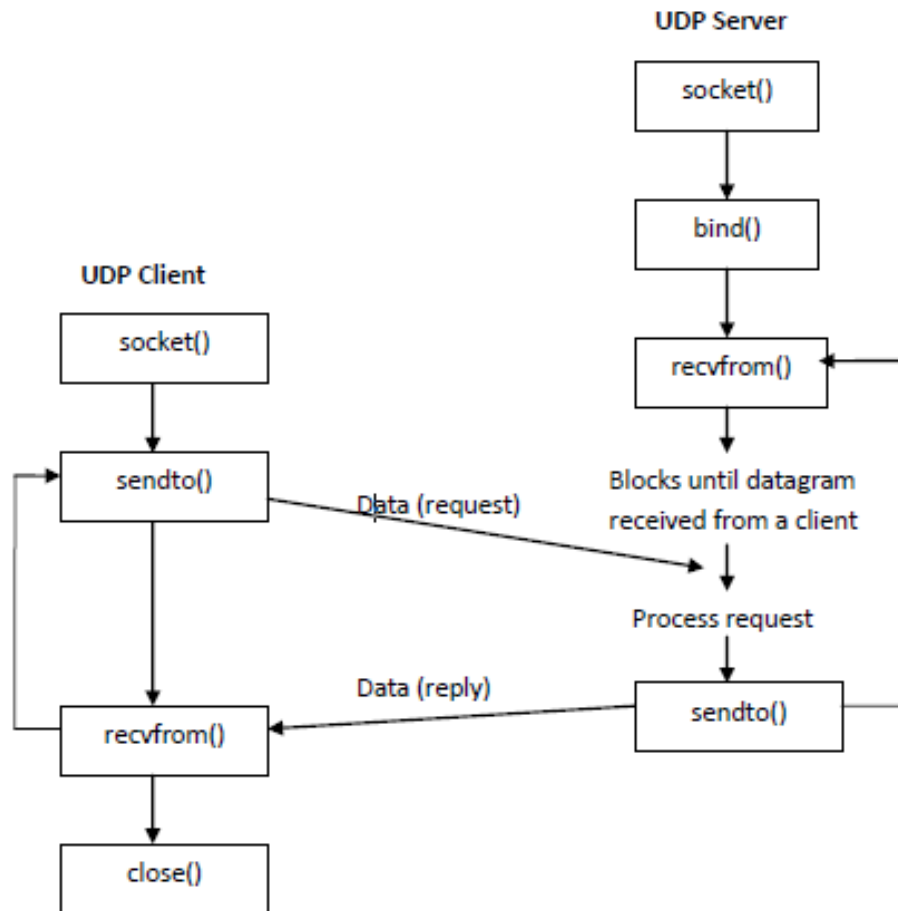 UDP Server
socket()
bind()
UDP Client
socket()
recvfrom()
sendto()
Blocks until datagram
received from a client
Data (request)
Process request
Data (reply)
sendto()
recvfrom()
close()